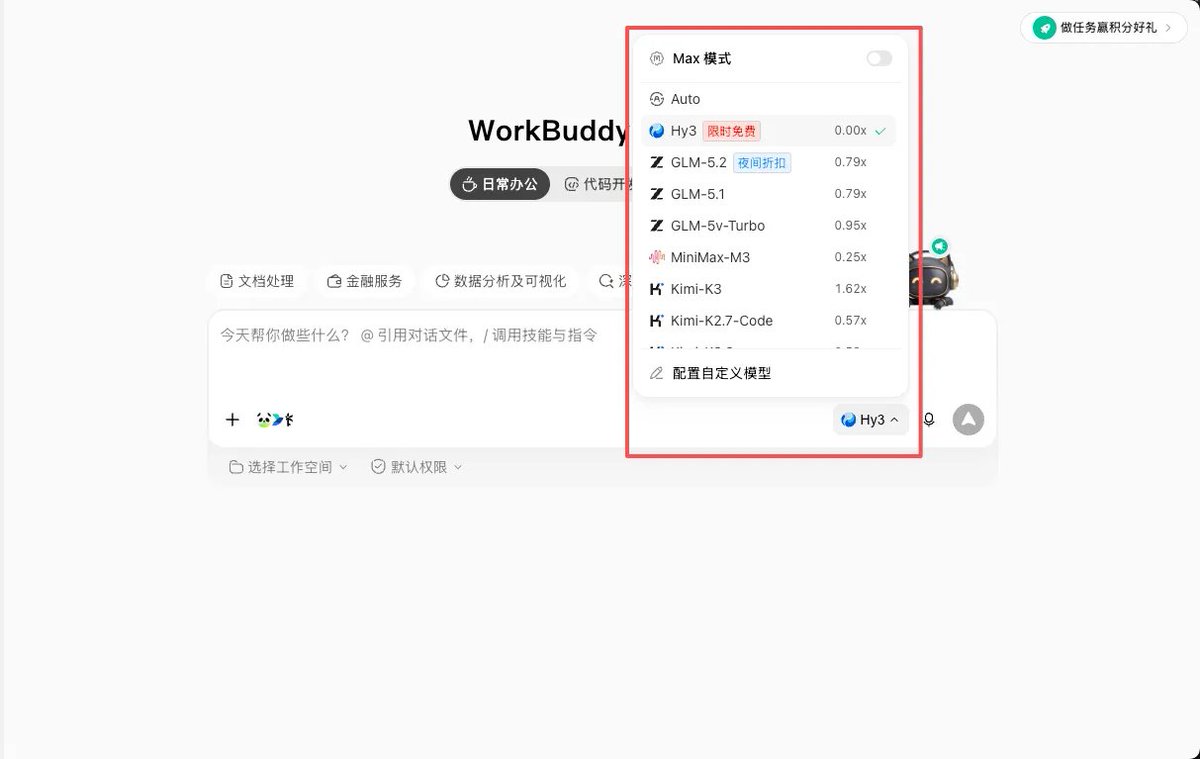 做任务赢积分好礼
Max 模式
Auto
Hy3 限时免费 0.00x
GLM-5.2 夜间折扣 0.79x
GLM-5.1 0.79x
GLM-5v-Turbo 0.95x
MiniMax-M3 0.25x
Kimi-K3 1.62x
Kimi-K2.7-Code 0.57x
配置自定义模型
WorkBuddy
日常办公 代码开
文档处理 金融服务 数据分析及可视化
今天帮你做些什么? @ 引用对话文件, / 调用技能与指令
Hy3
选择工作空间 默认权限